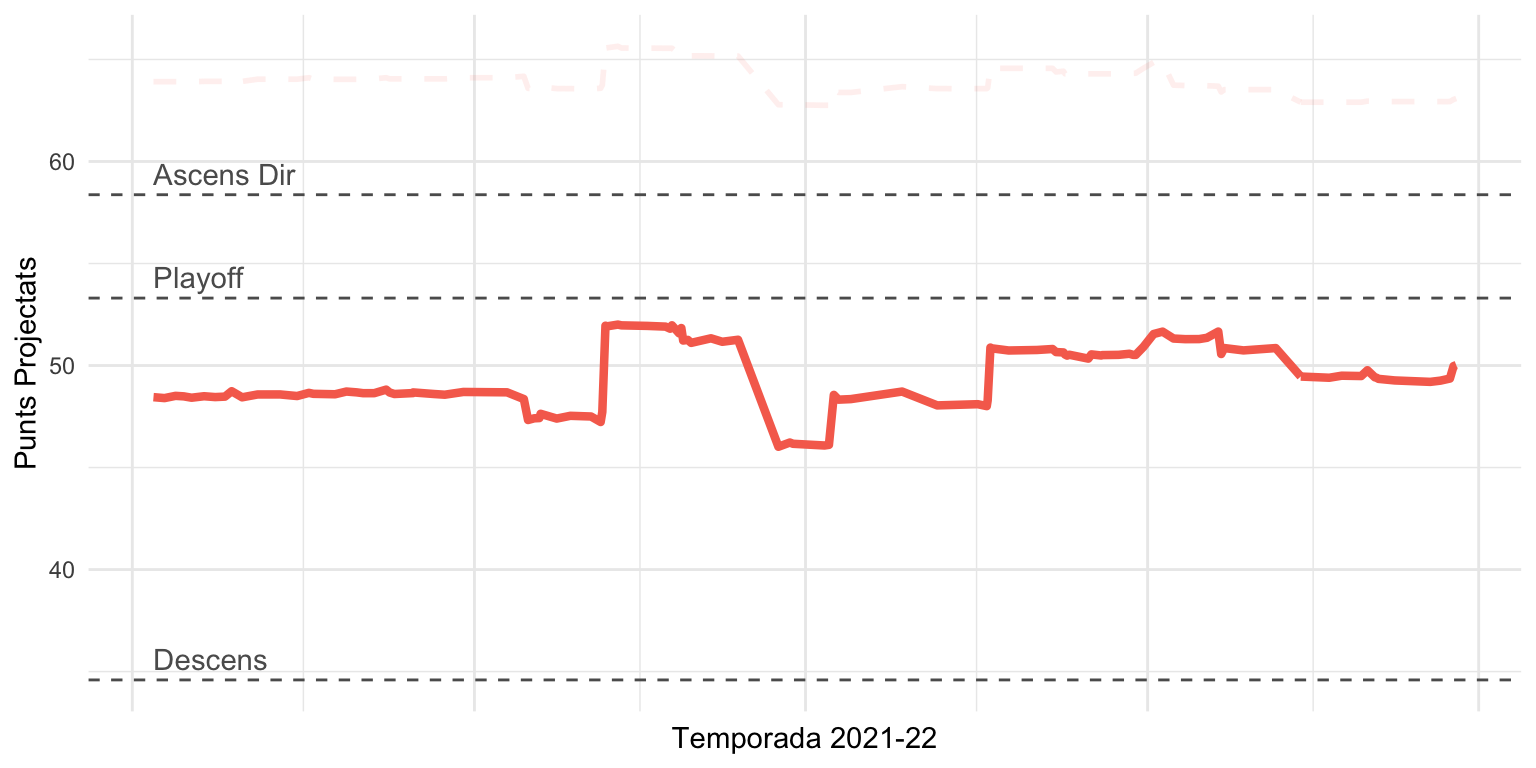 60
Ascens Dir
Playoff
50
40
Descens
Punts Projectats
Temporada 2021-22